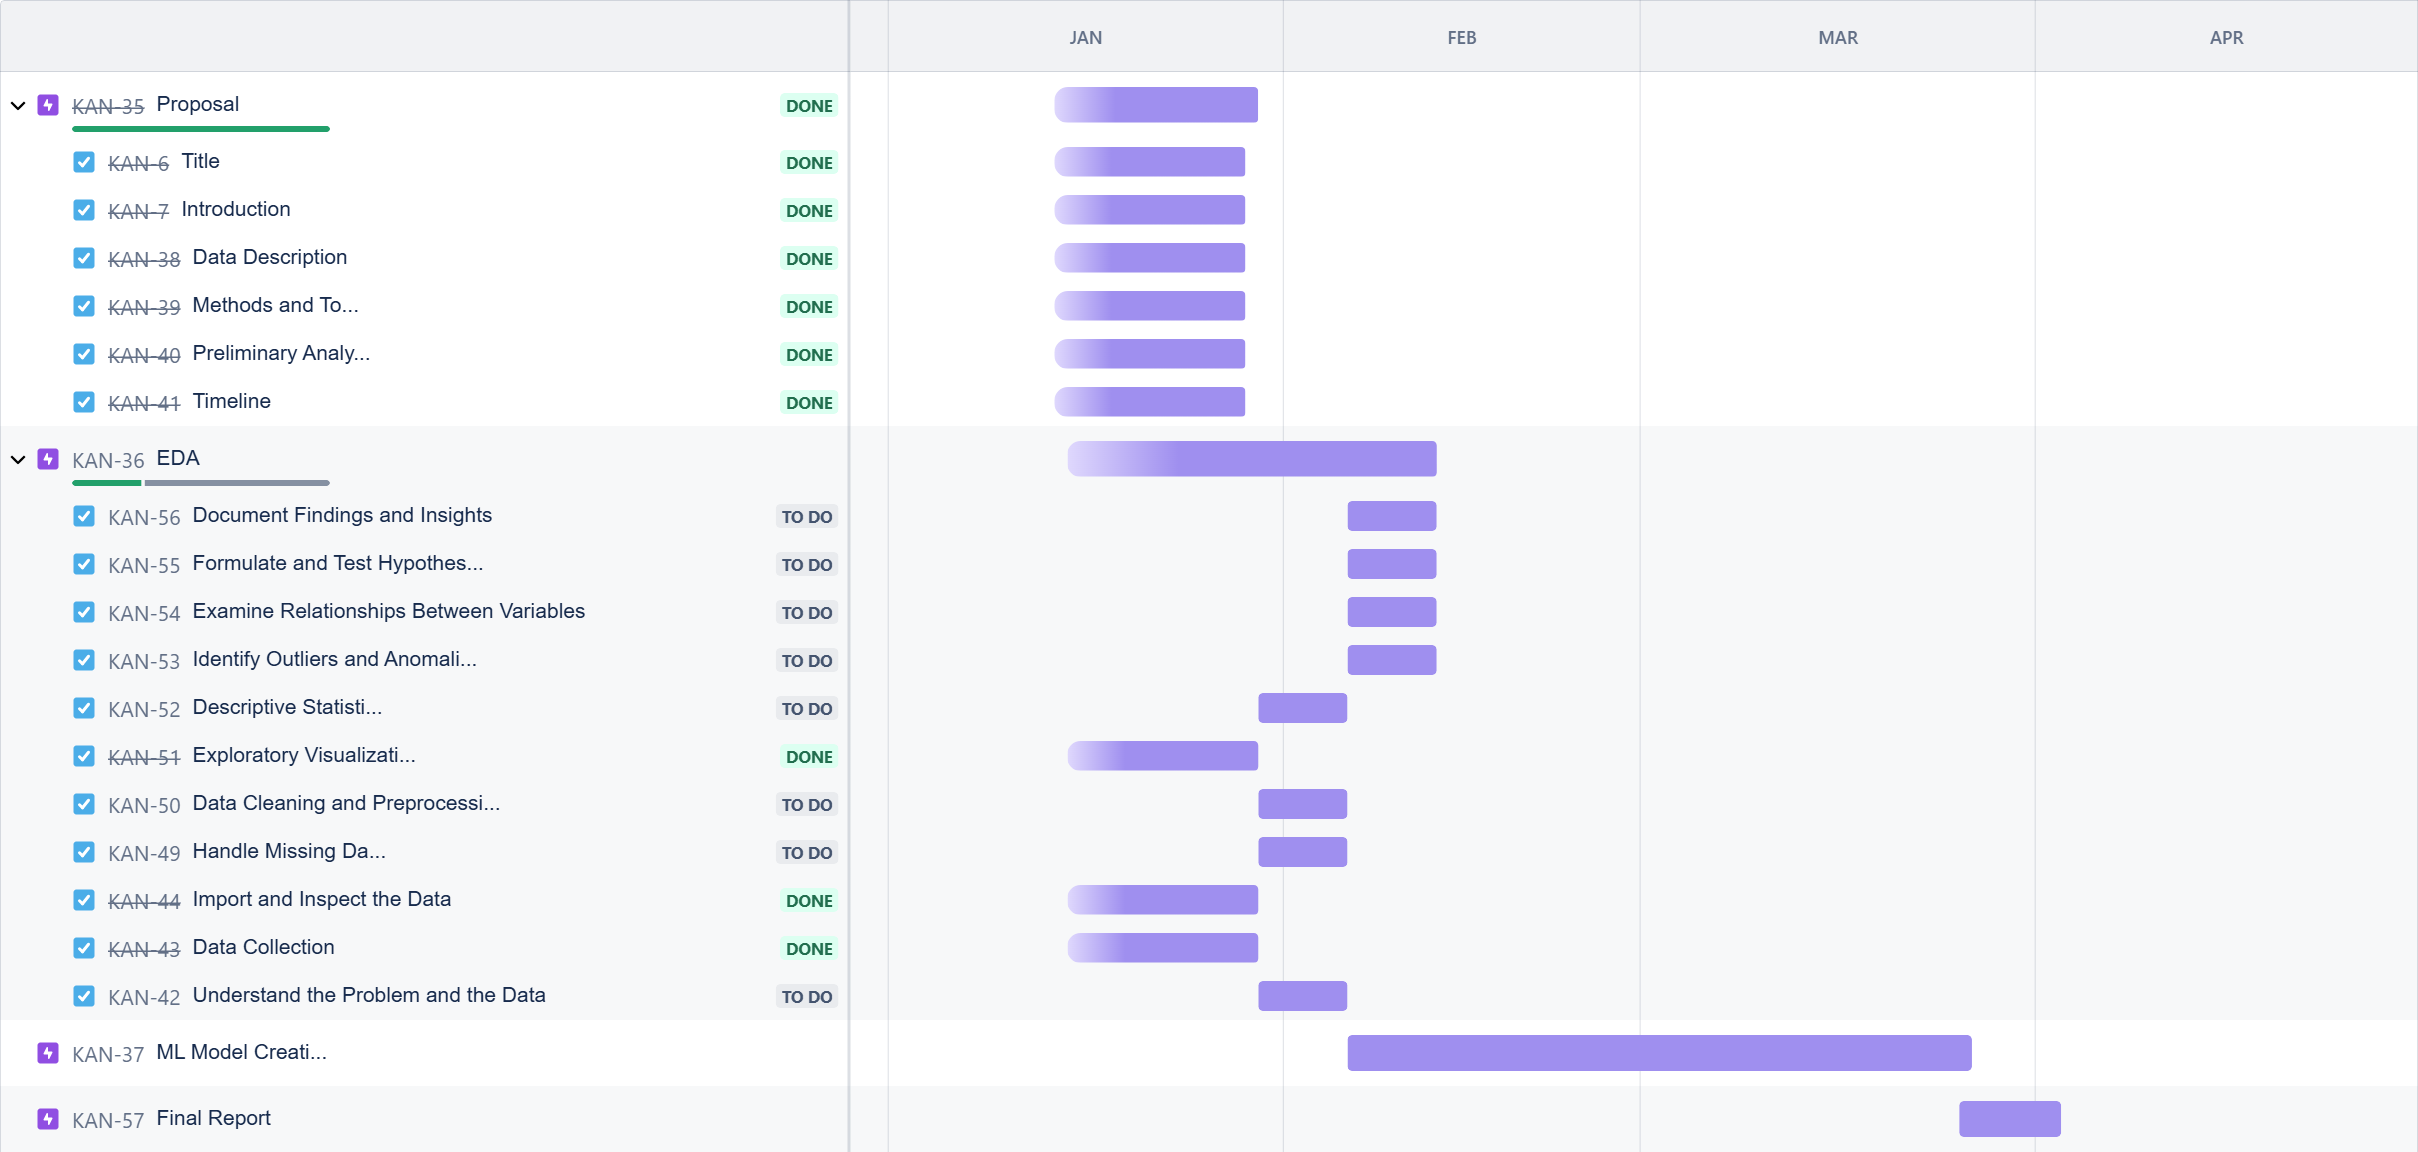 JAN FEB MAR APR
KAN-35 Proposal DONE
KAN-6 Title DONE
KAN-7 Introduction DONE
KAN-38 Data Description DONE
KAN-39 Methods and To... DONE
KAN-40 Preliminary Analy... DONE
KAN-41 Timeline DONE
KAN-36 EDA
KAN-56 Document Findings and Insights TO DO
KAN-55 Formulate and Test Hypothes... TO DO
KAN-54 Examine Relationships Between Variables TO DO
KAN-53 Identify Outliers and Anomali... TO DO
KAN-52 Descriptive Statisti... TO DO
KAN-51 Exploratory Visualizati... DONE
KAN-50 Data Cleaning and Preprocessi... TO DO
KAN-49 Handle Missing Da... TO DO
KAN-44 Import and Inspect the Data DONE
KAN-43 Data Collection DONE
KAN-42 Understand the Problem and the Data TO DO
KAN-37 ML Model Creati...
KAN-57 Final Report